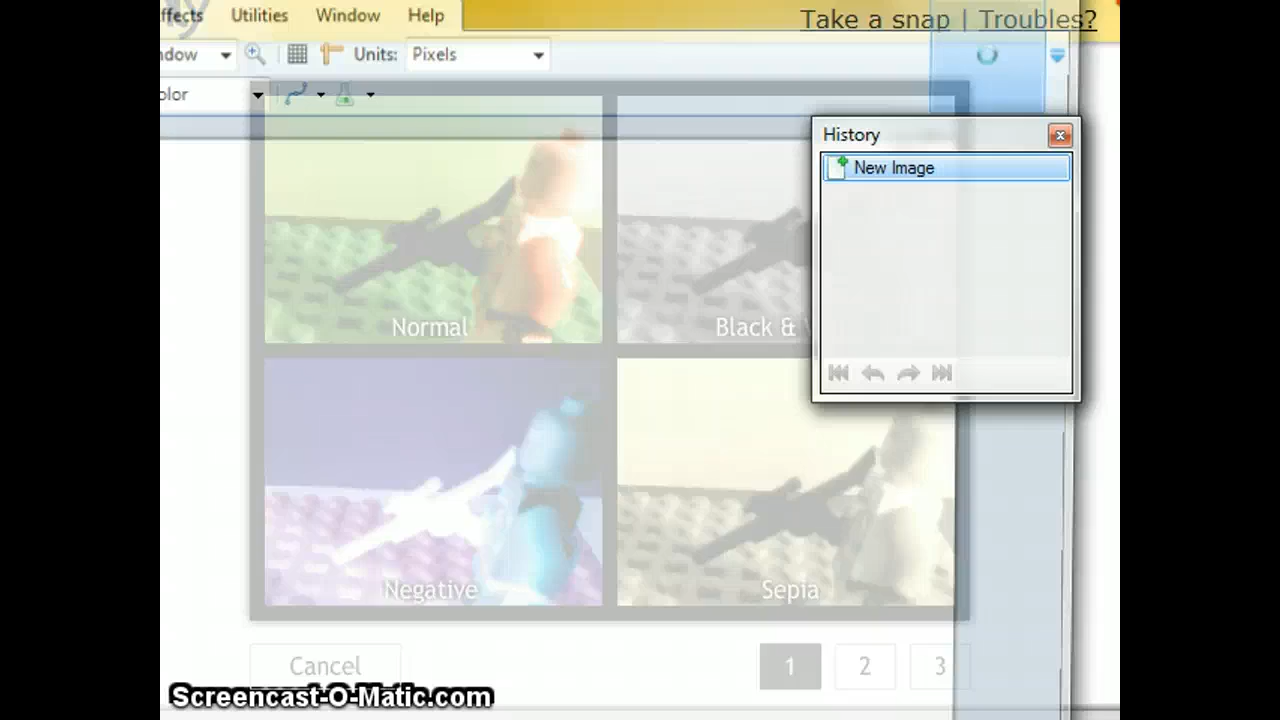 ffects Utilities Window Help
Take a snap | Troubles?
ndow Units: Pixels
olor
History
New Image
Normal
Black &
Negative
Sepia
Cancel
1 2 3
Screencast-O-Matic.com